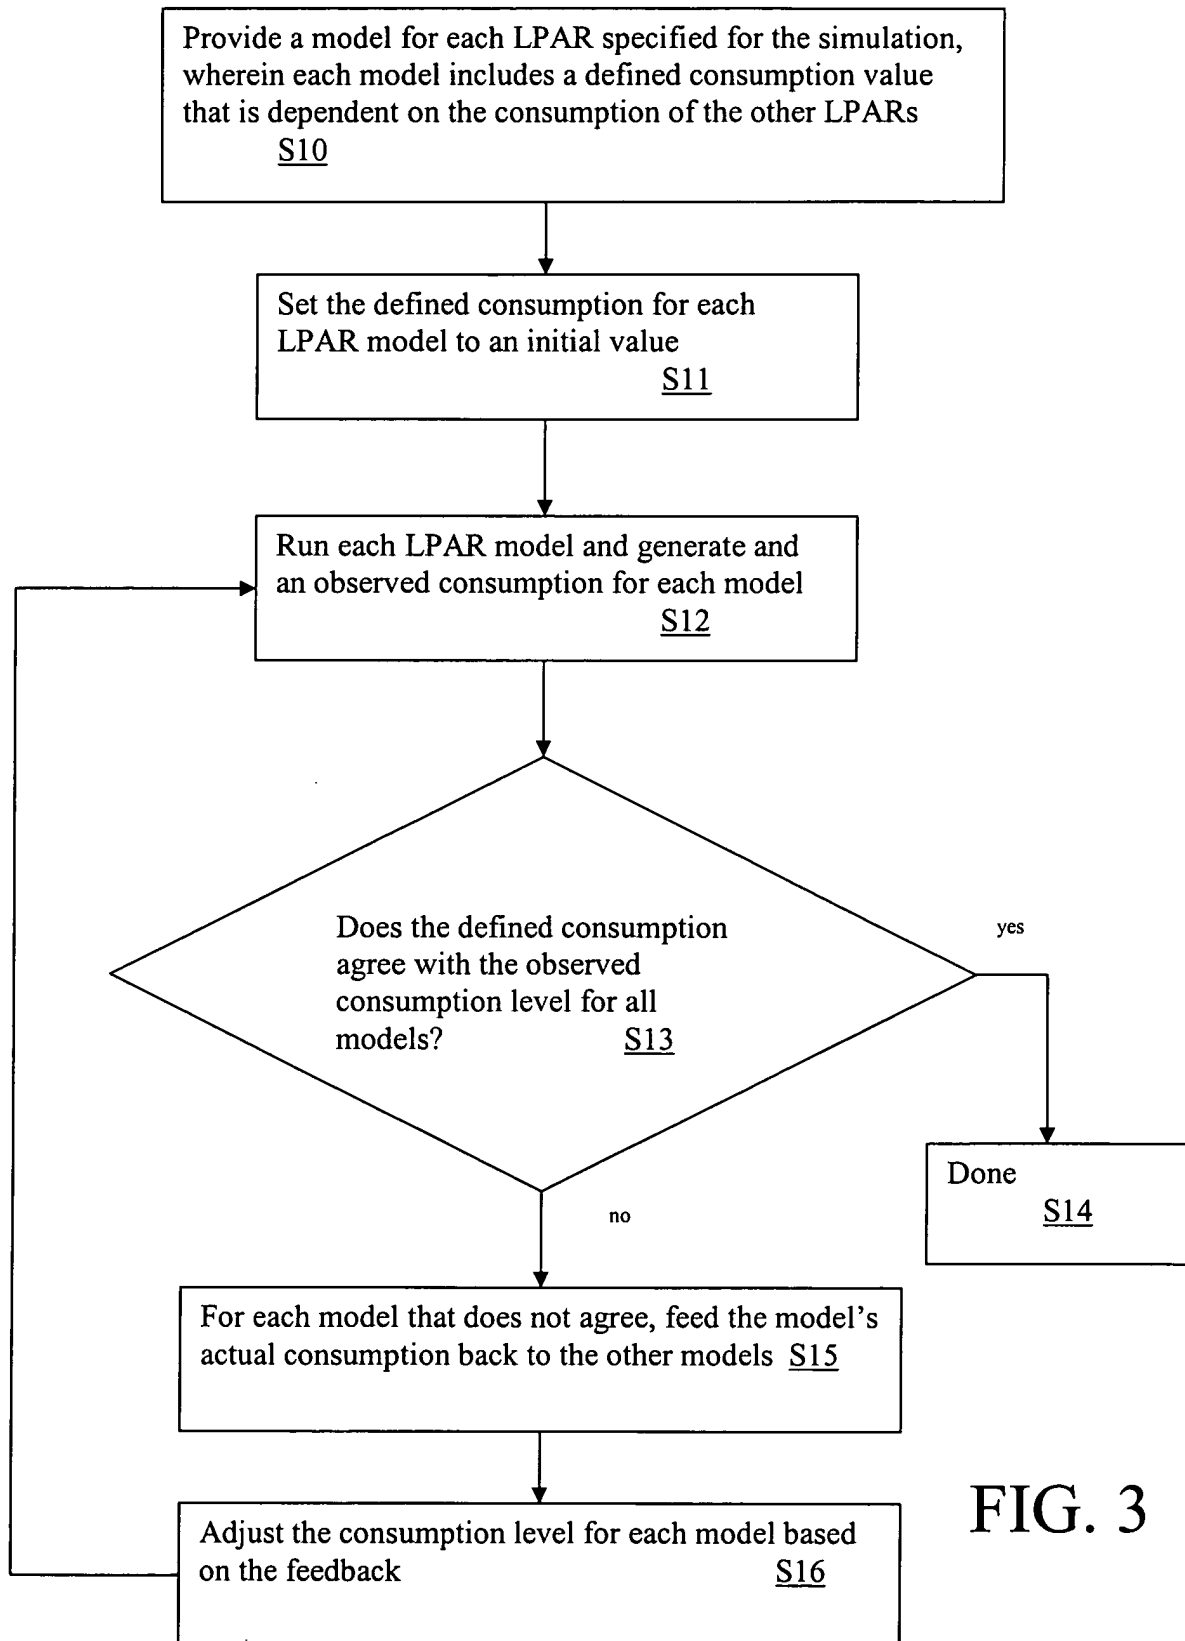 Provide a model for each LPAR specified for the simulation,
wherein each model includes a defined consumption value
that is dependent on the consumption of the other LPARs
S10
Set the defined consumption for each
LPAR model to an initial value
S11
Run each LPAR model and generate and
an observed consumption for each model
S12
Does the defined consumption
agree with the observed
consumption level for all
models? S13
yes
Done
S14
no
For each model that does not agree, feed the model's
actual consumption back to the other models S15
Adjust the consumption level for each model based
on the feedback S16
FIG. 3